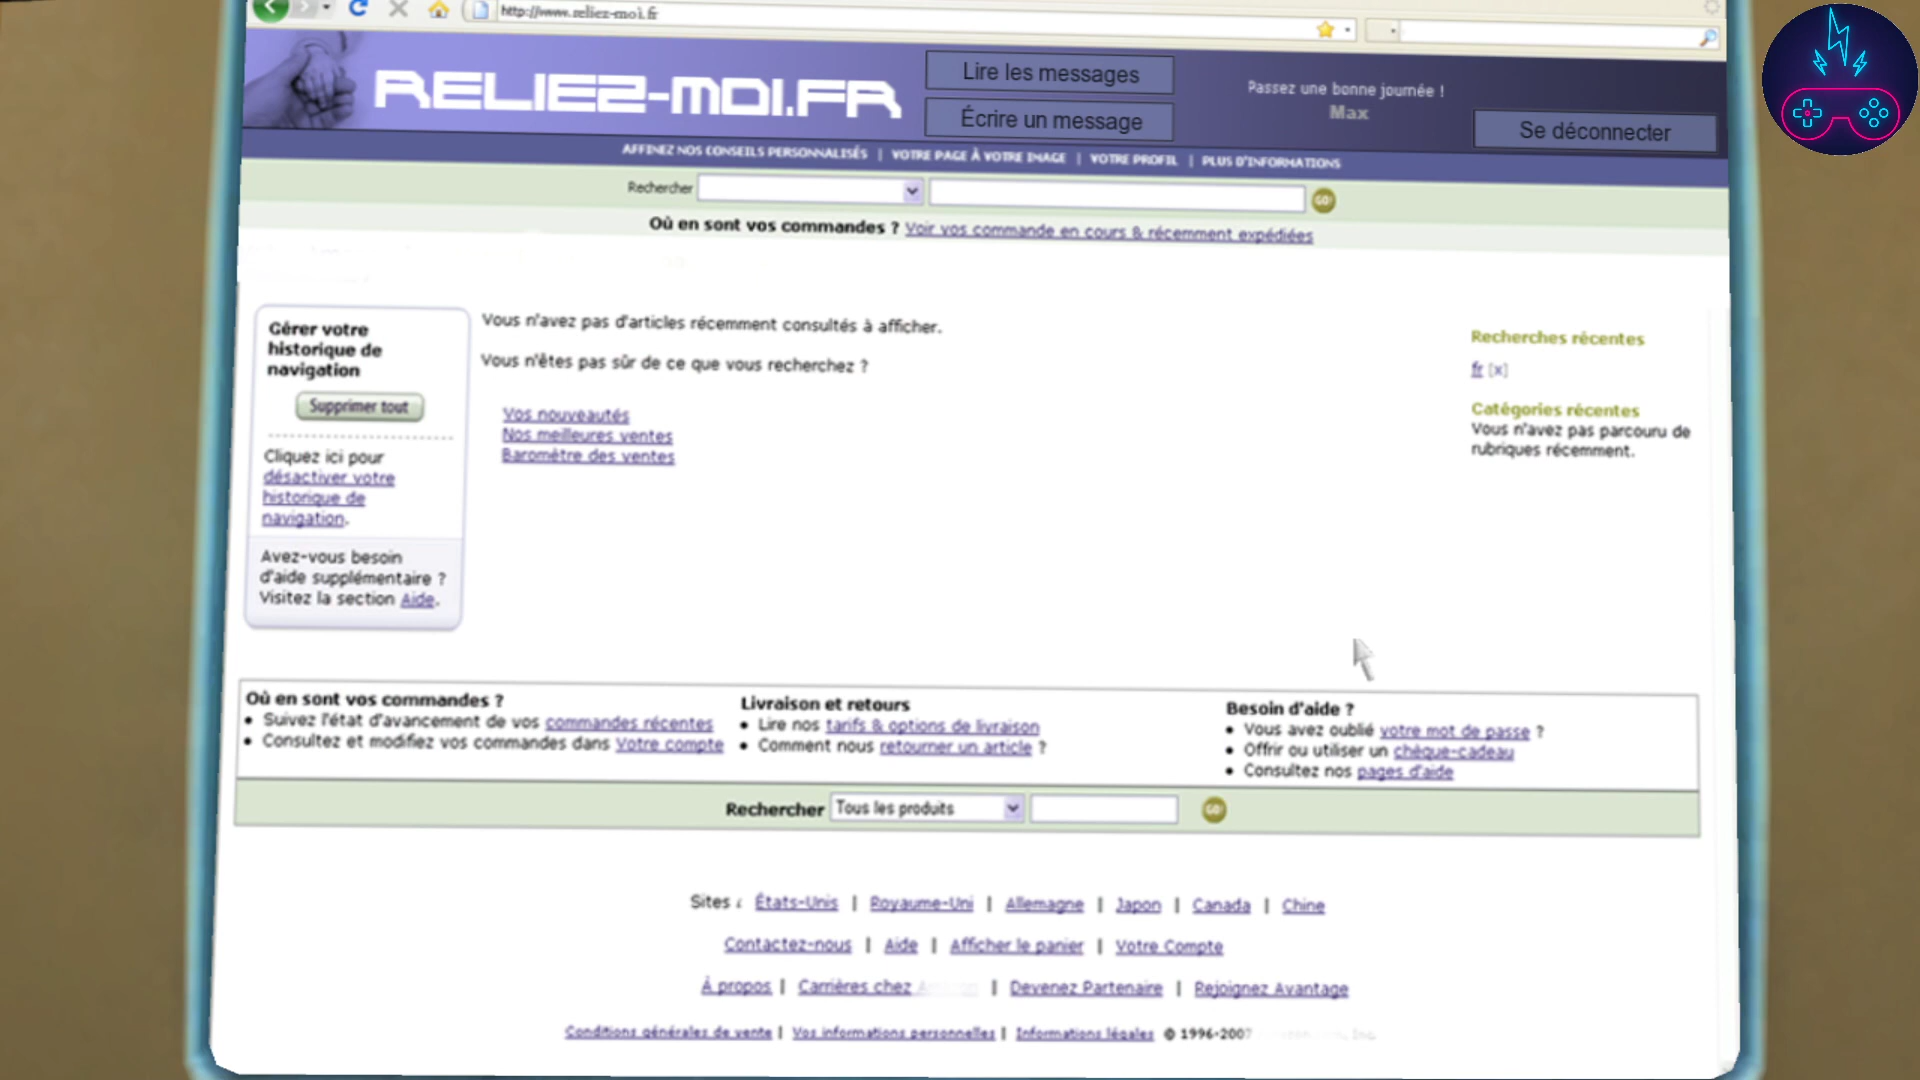 http://www.reliez-moi.fr
RELIEZ-MOI.FR
Lire les messages
Écrire un message
Passez une bonne journée !
Max
Se déconnecter
AFFINEZ NOS CONSEILS PERSONNALISÉS | VOTRE PAGE À VOTRE IMAGE | VOTRE PROFIL | PLUS D'INFORMATIONS
Rechercher
GO!
Où en sont vos commandes ? Voir vos commande en cours & récemment expédiées
Gérer votre
historique de
navigation
Supprimer tout
Cliquez ici pour
désactiver votre
historique de
navigation.
Avez-vous besoin
d'aide supplémentaire ?
Visitez la section Aide.
Vous n'avez pas d'articles récemment consultés à afficher.
Vous n'êtes pas sûr de ce que vous recherchez ?
Vos nouveautés
Nos meilleures ventes
Baromètre des ventes
Recherches récentes
fr [x]
Catégories récentes
Vous n'avez pas parcouru de
rubriques récemment.
Où en sont vos commandes ?
• Suivez l'état d'avancement de vos commandes récentes
• Consultez et modifiez vos commandes dans Votre compte
Livraison et retours
• Lire nos tarifs & options de livraison
• Comment nous retourner un article ?
Besoin d'aide ?
• Vous avez oublié votre mot de passe ?
• Offrir ou utiliser un chèque-cadeau
• Consultez nos pages d'aide
Rechercher Tous les produits GO!
Sites : États-Unis | Royaume-Uni | Allemagne | Japon | Canada | Chine
Contactez-nous | Aide | Afficher le panier | Votre Compte
À propos | Carrières chez | Devenez Partenaire | Rejoignez Avantage
Conditions générales de vente | Vos informations personnelles | Informations légales © 1996-2007